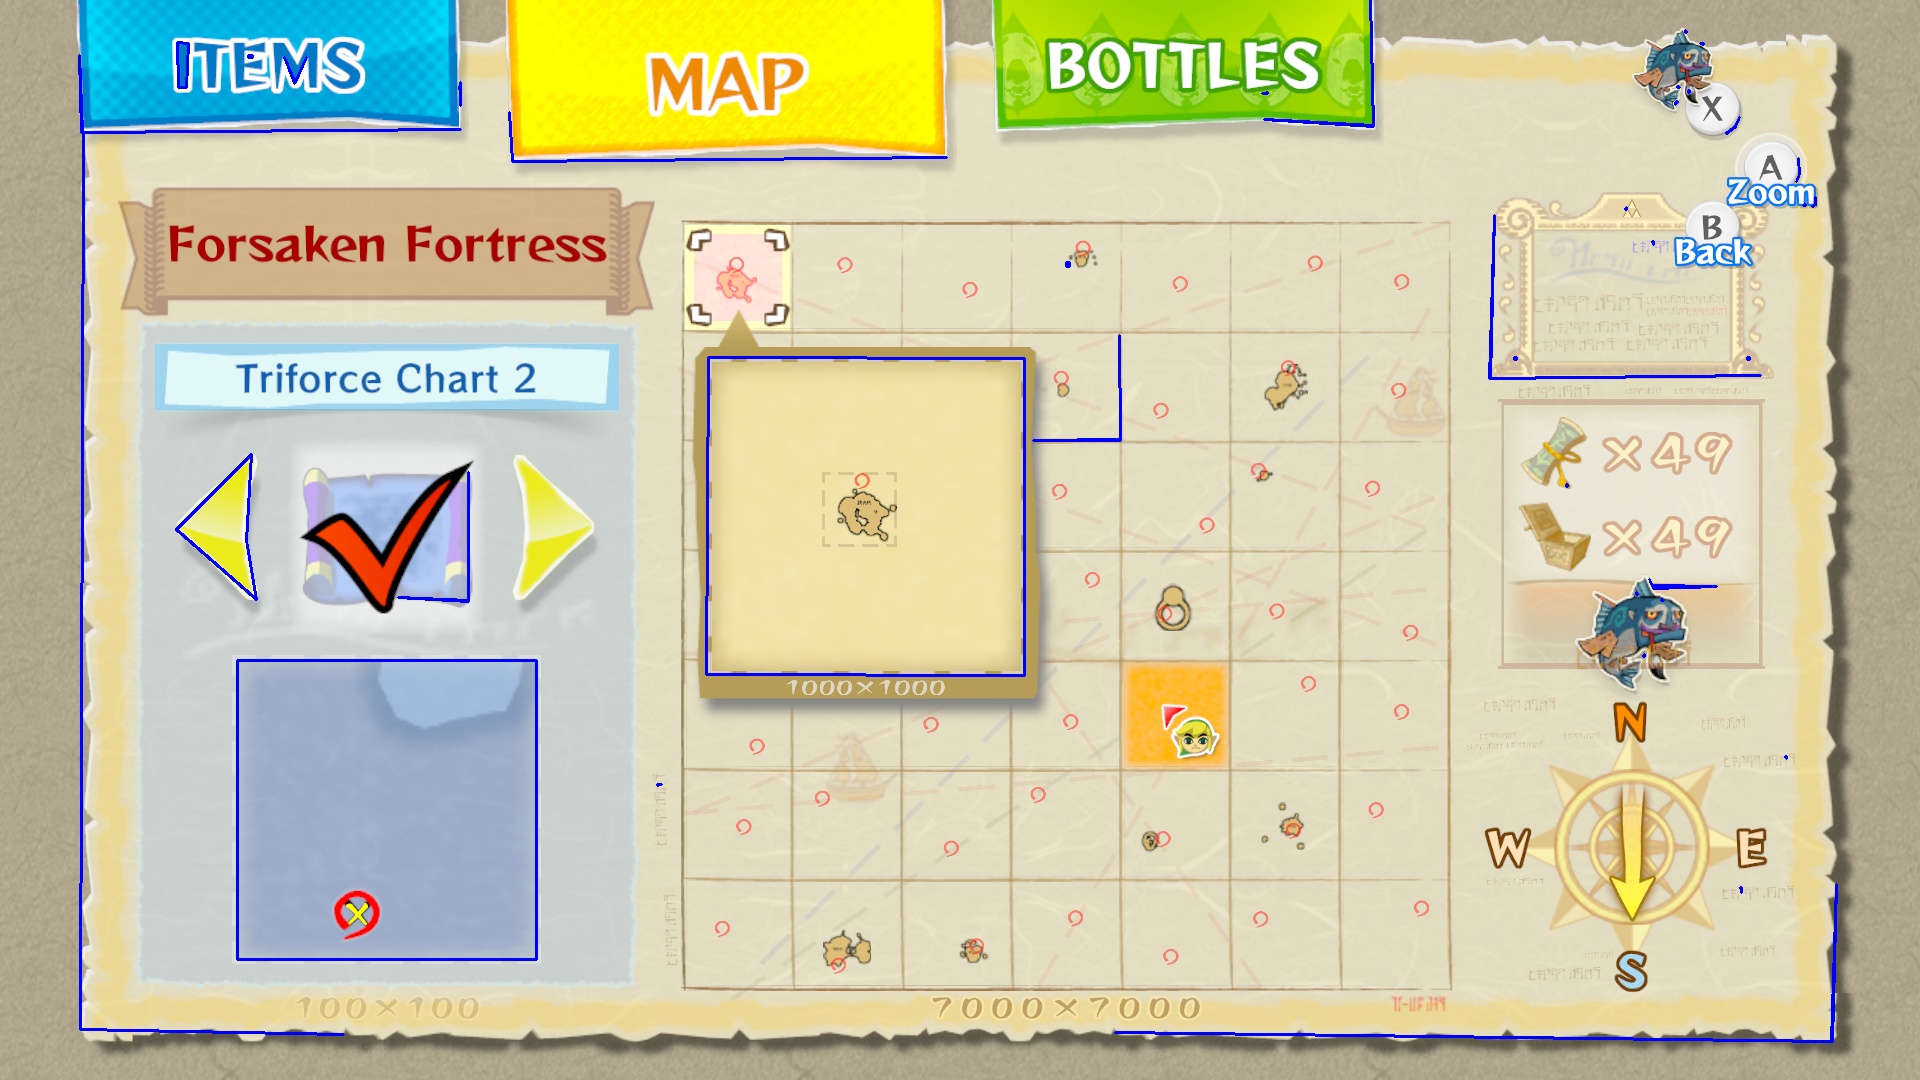 ITEMS
MAP
BOTTLES
X
A
Zoom
B
Back
Forsaken Fortress
Triforce Chart 2
×49
×49
1000×1000
N
W
E
S
100×100
7000×7000